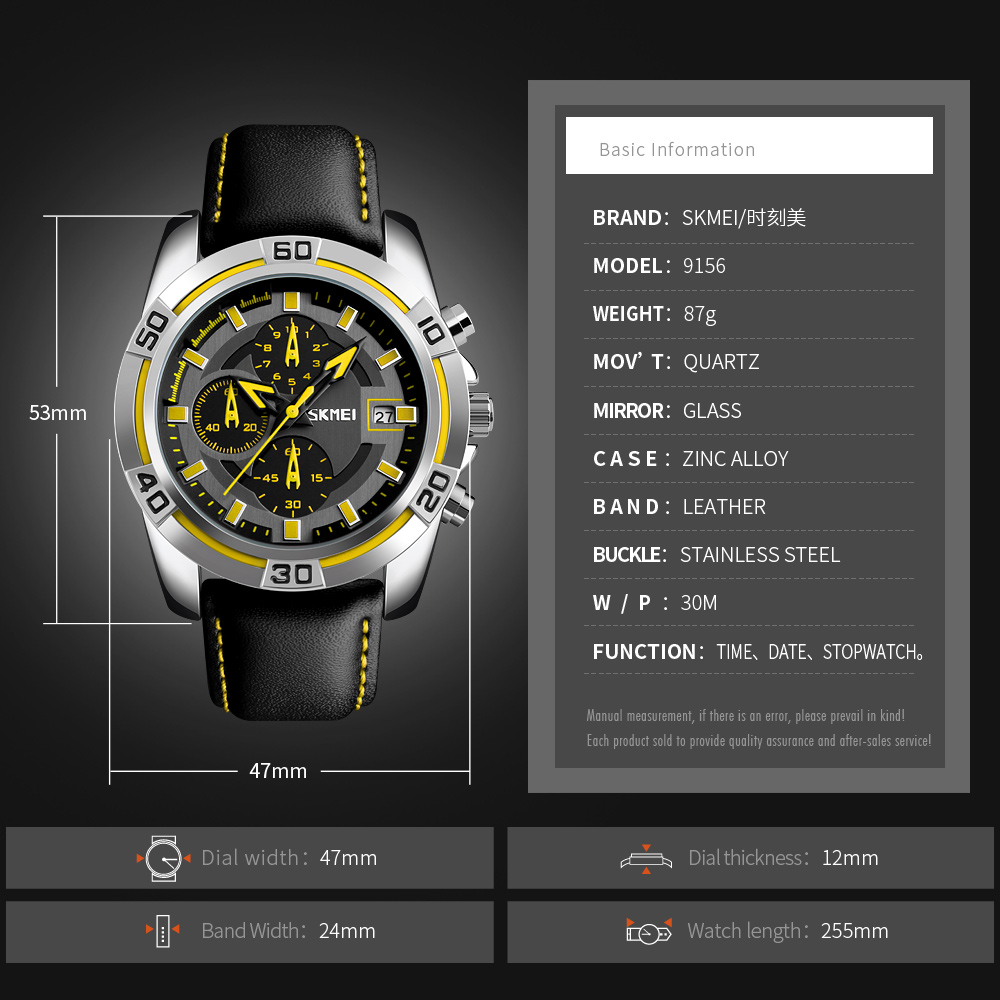 Basic Information
BRAND： SKMEI/时刻美
MODEL： 9156
WEIGHT： 87g
MOV’ T： QUARTZ
MIRROR： GLASS
CASE： ZINC ALLOY
BAND： LEATHER
BUCKLE： STAINLESS STEEL
W / P ： 30M
FUNCTION： TIME、DATE、STOPWATCH。
Manual measurement, if there is an error, please prevail in kind!
Each product sold to provide quality assurance and after-sales service!
53mm
47mm
60
10
20
30
40
50
9 10 1
8 2
7 3
6 5 4
60
40 20
SKMEI
27
60
45 15
30
Dial width： 47mm
Dial thickness： 12mm
Band Width： 24mm
Watch length： 255mm